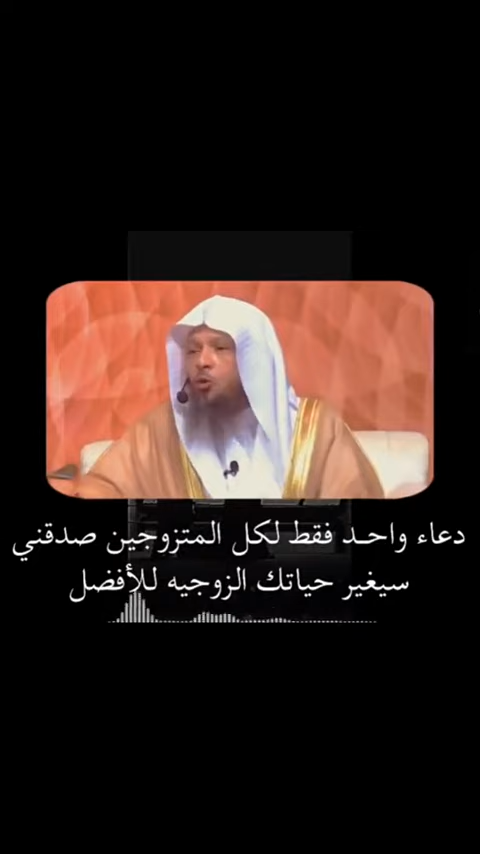 دعاء واحد فقط لكل المتزوجين صدقني
سيغير حياتك الزوجيه للأفضل